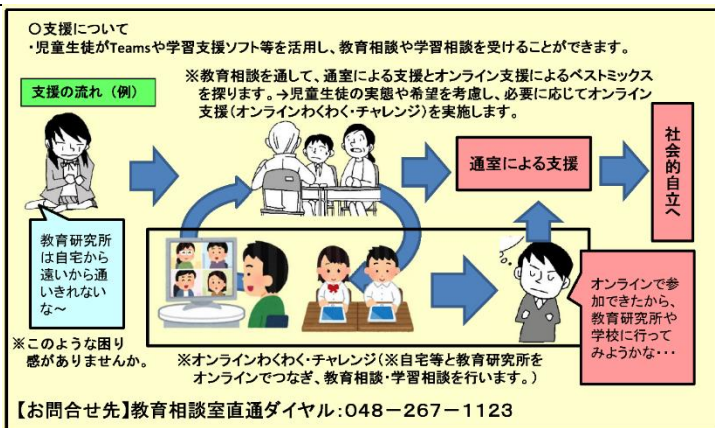 〇支援について
・児童生徒がTeamsや学習支援ソフト等を活用し、教育相談や学習相談を受けることができます。
支援の流れ（例）
※教育相談を通して、通室による支援とオンライン支援によるベストミックス
を探ります。→児童生徒の実態や希望を考慮し、必要に応じてオンライン
支援（オンラインわくわく・チャレンジ）を実施します。
通室による支援
社会的自立へ
教育研究所
は自宅から
遠いから通
いきれない
な～
※このような困り
感がありませんか。
オンラインで参
加できたから、
教育研究所や
学校に行って
みようかな・・・
※オンラインわくわく・チャレンジ（※自宅等と教育研究所を
オンラインでつなぎ、教育相談・学習相談を行います。）
【お問合せ先】教育相談室直通ダイヤル：048－267－1123